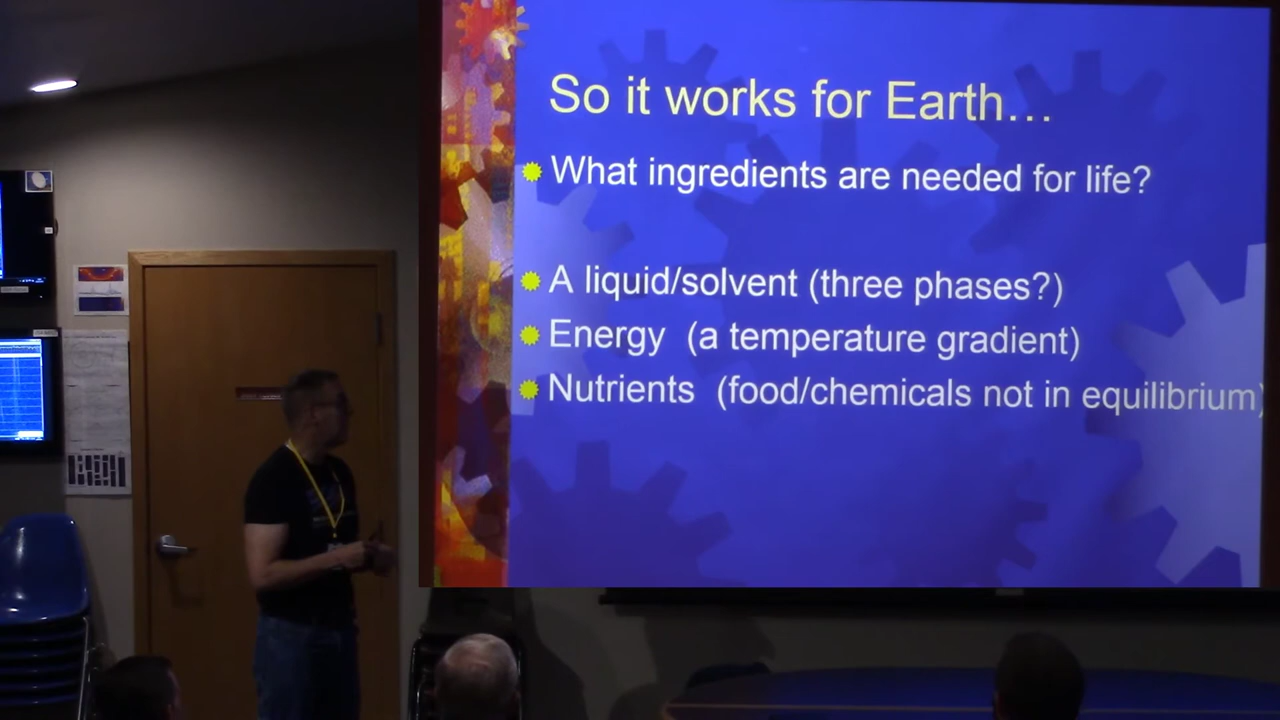 So it works for Earth…
What ingredients are needed for life?
A liquid/solvent (three phases?)
Energy (a temperature gradient)
Nutrients (food/chemicals not in equilibrium)